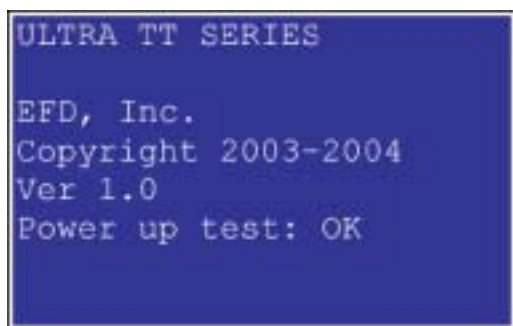 ULTRA TT SERIES
EFD, Inc.
Copyright 2003-2004
Ver 1.0
Power up test: OK